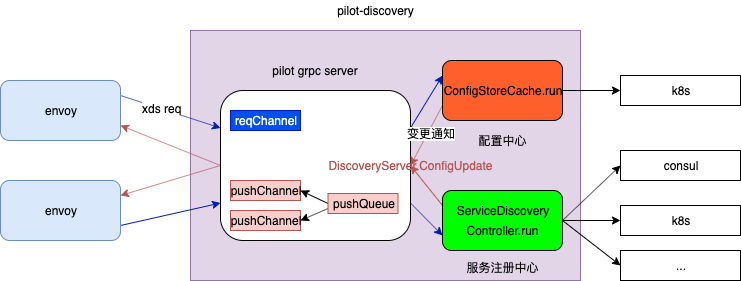 pilot-discovery
pilot grpc server
envoy
xds req
reqChannel
ConfigStoreCache.run
k8s
变更通知
配置中心
DiscoveryServer.ConfigUpdate
consul
pushChannel
pushQueue
ServiceDiscovery
Controller.run
envoy
pushChannel
k8s
服务注册中心
...